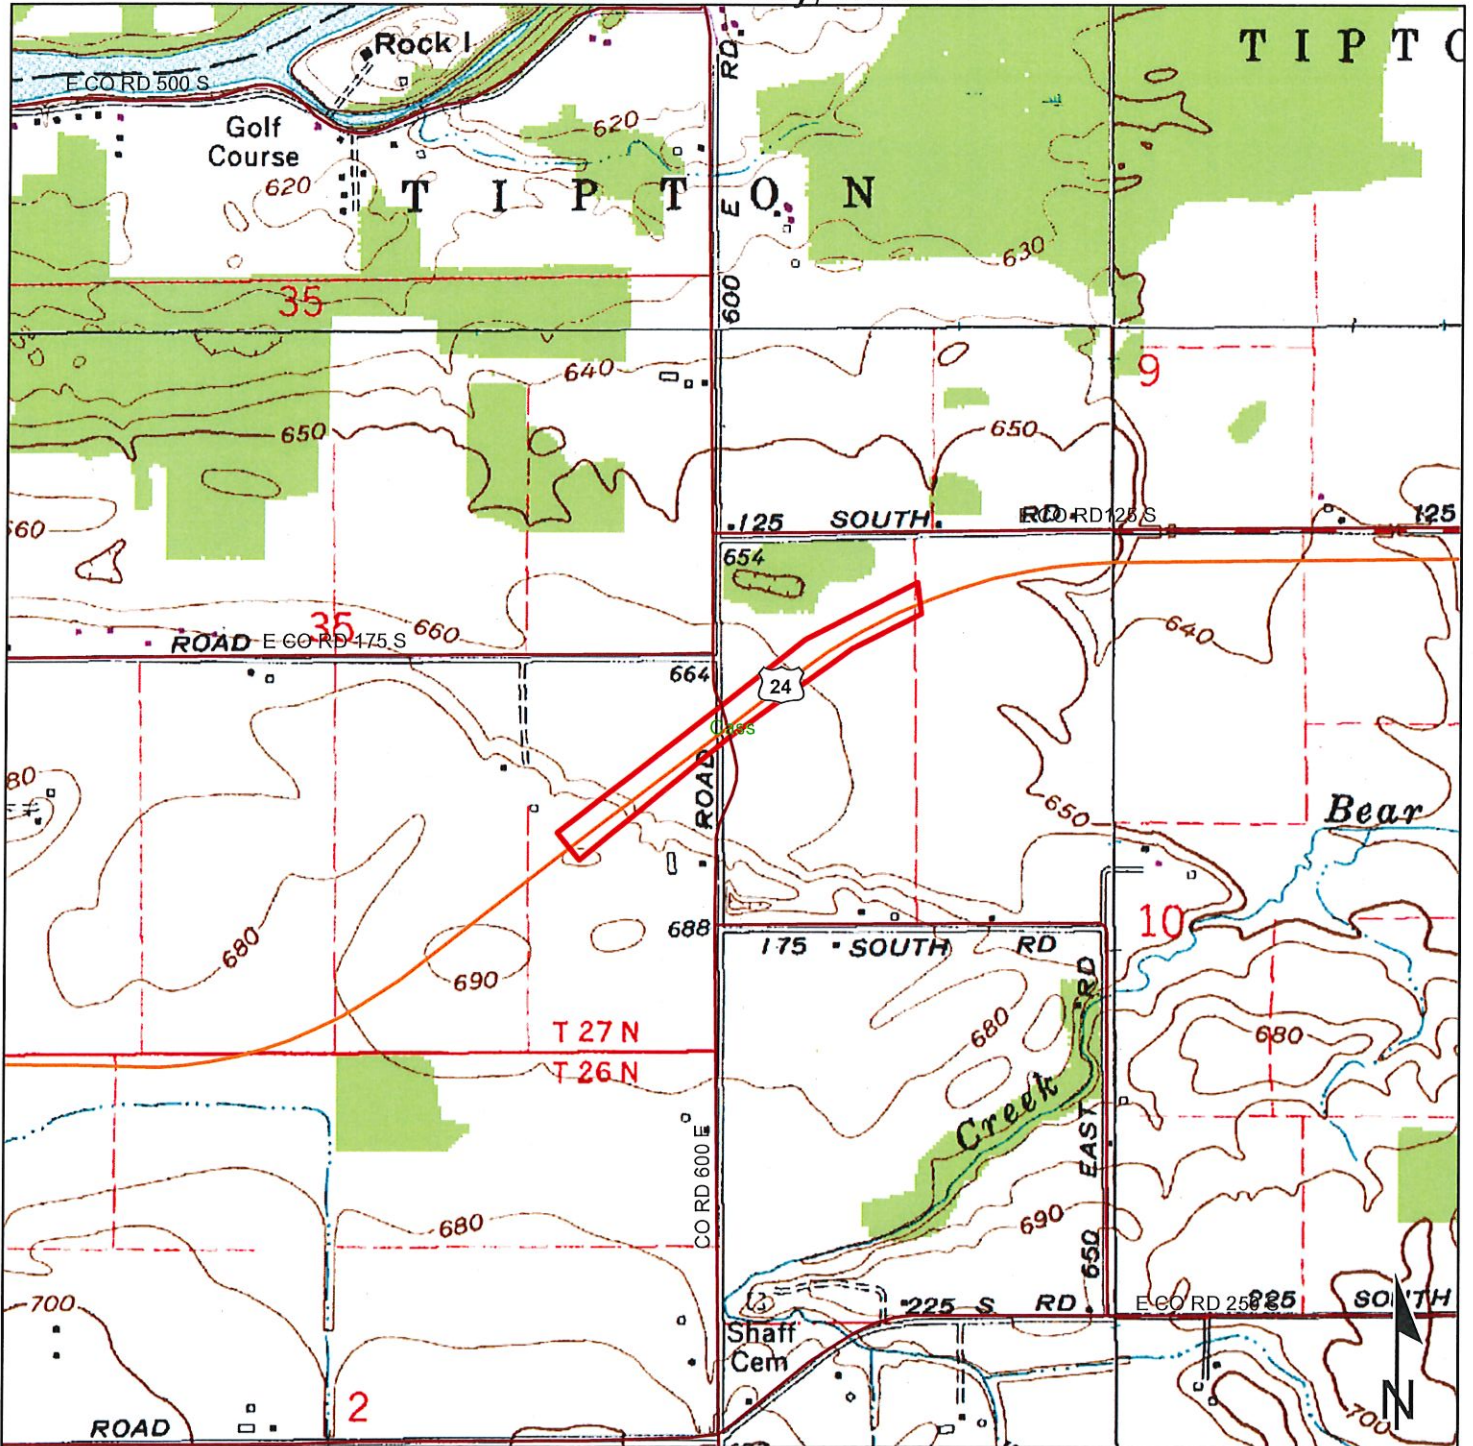 Rock I
RD
TIPTO
E CO RD 500 S
Golf
Course
620
620
TIPTON
E
600
630
35
640
9
650
650
125 SOUTH
RD
E CO RD 125 S
125
654
35
660
660
ROAD
E CO RD 175 S
640
664
24
Cass
ROAD
80
650
Bear
680
690
688
175 SOUTH RD
10
RD
680
680
T 27 N
T 26 N
Creek
EAST
CO RD 600 E
680
690
650
700
225 S RD
E CO RD 250 S
225
SOUTH
Shaff
Cem
2
ROAD
N
700